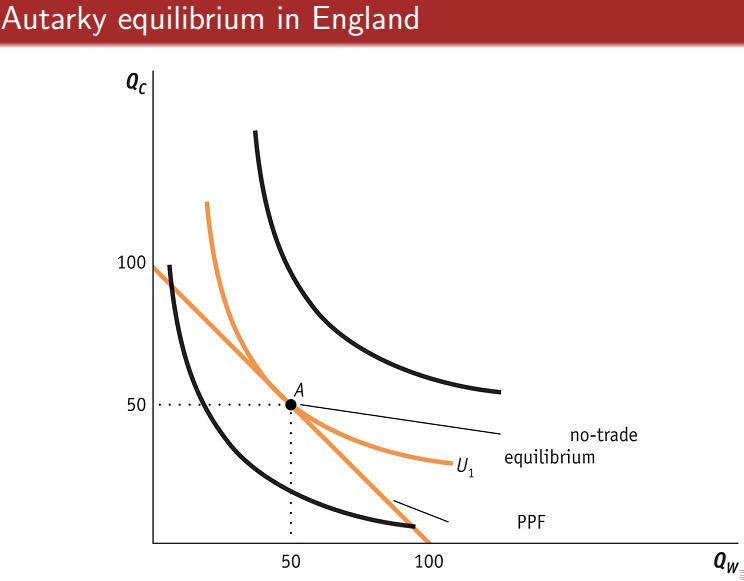 Autarky equilibrium in England
Q_C
100
A
50
no-trade
equilibrium
U_1
PPF
50
100
Q_W